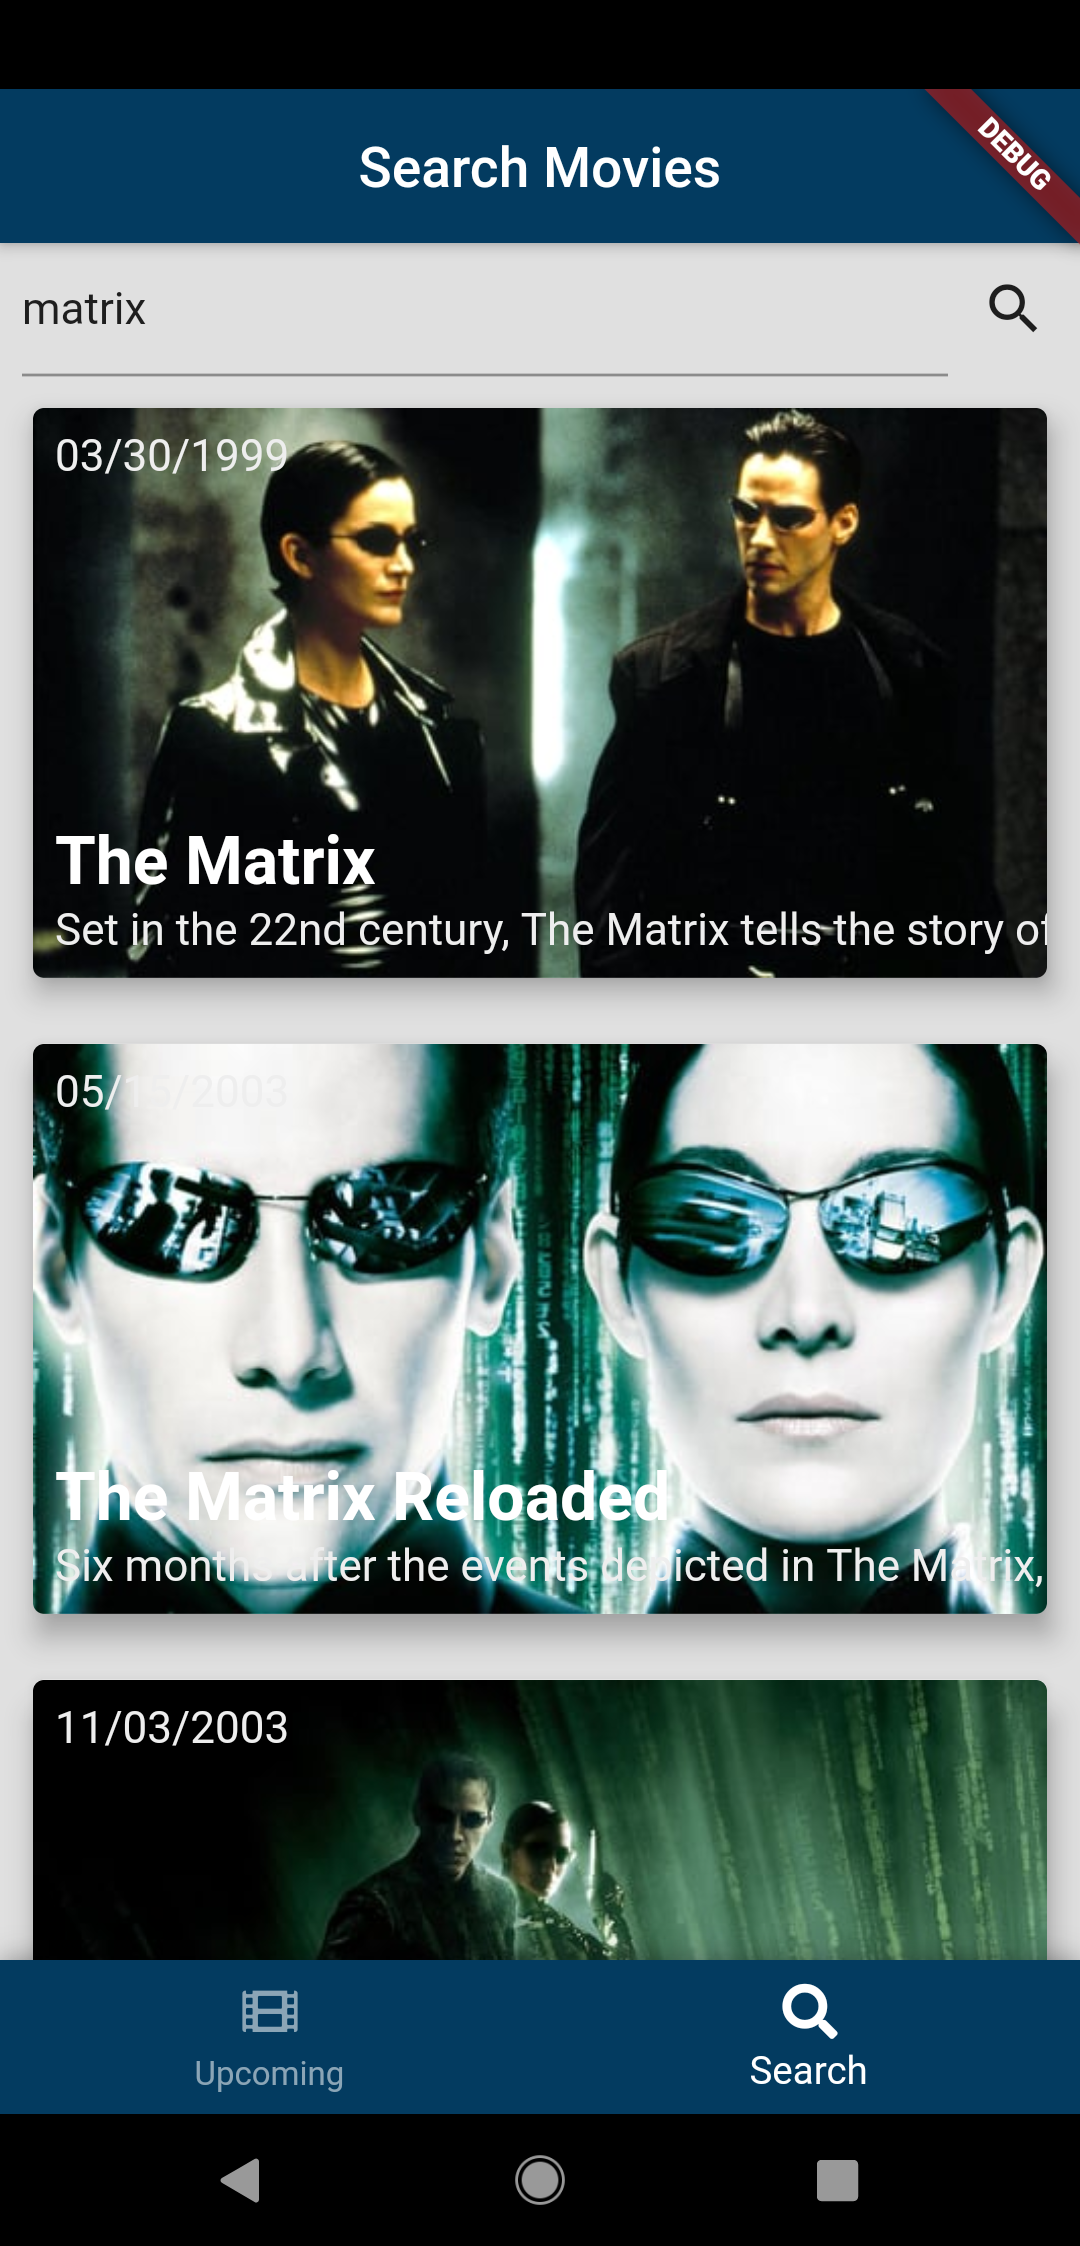 Search Movies
DEBUG
matrix
03/30/1999
The Matrix
Set in the 22nd century, The Matrix tells the story of
05/15/2003
The Matrix Reloaded
Six months after the events depicted in The Matrix,
11/03/2003
Upcoming
Search